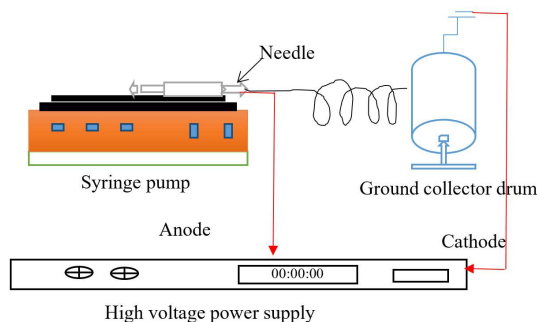 Needle
Syringe pump
Ground collector drum
Anode
Cathode
00:00:00
High voltage power supply